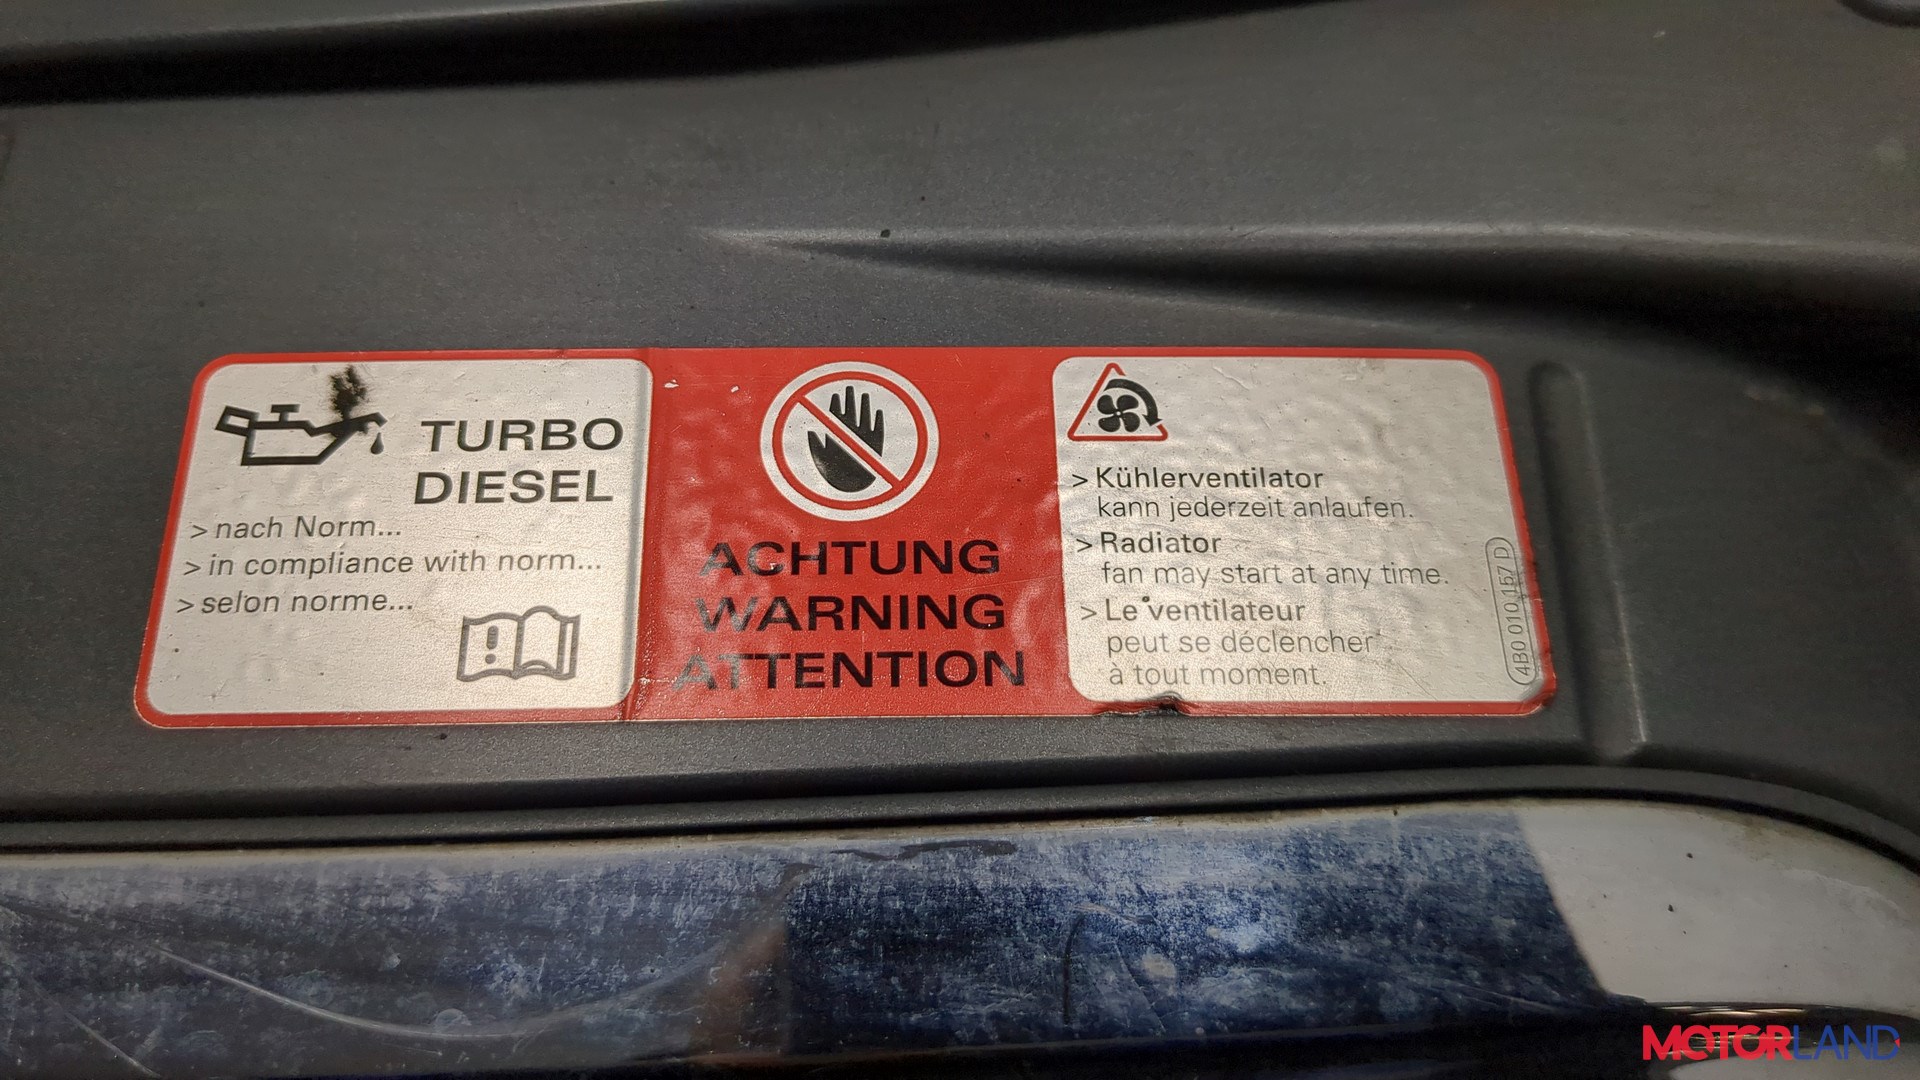 TURBO
DIESEL
> nach Norm...
> in compliance with norm...
> selon norme...
ACHTUNG
WARNING
ATTENTION
> Kühlerventilator
kann jederzeit anlaufen.
> Radiator
fan may start at any time.
> Le ventilateur
peut se déclencher
à tout moment.
4B0 010 157 D
MOTORLAND